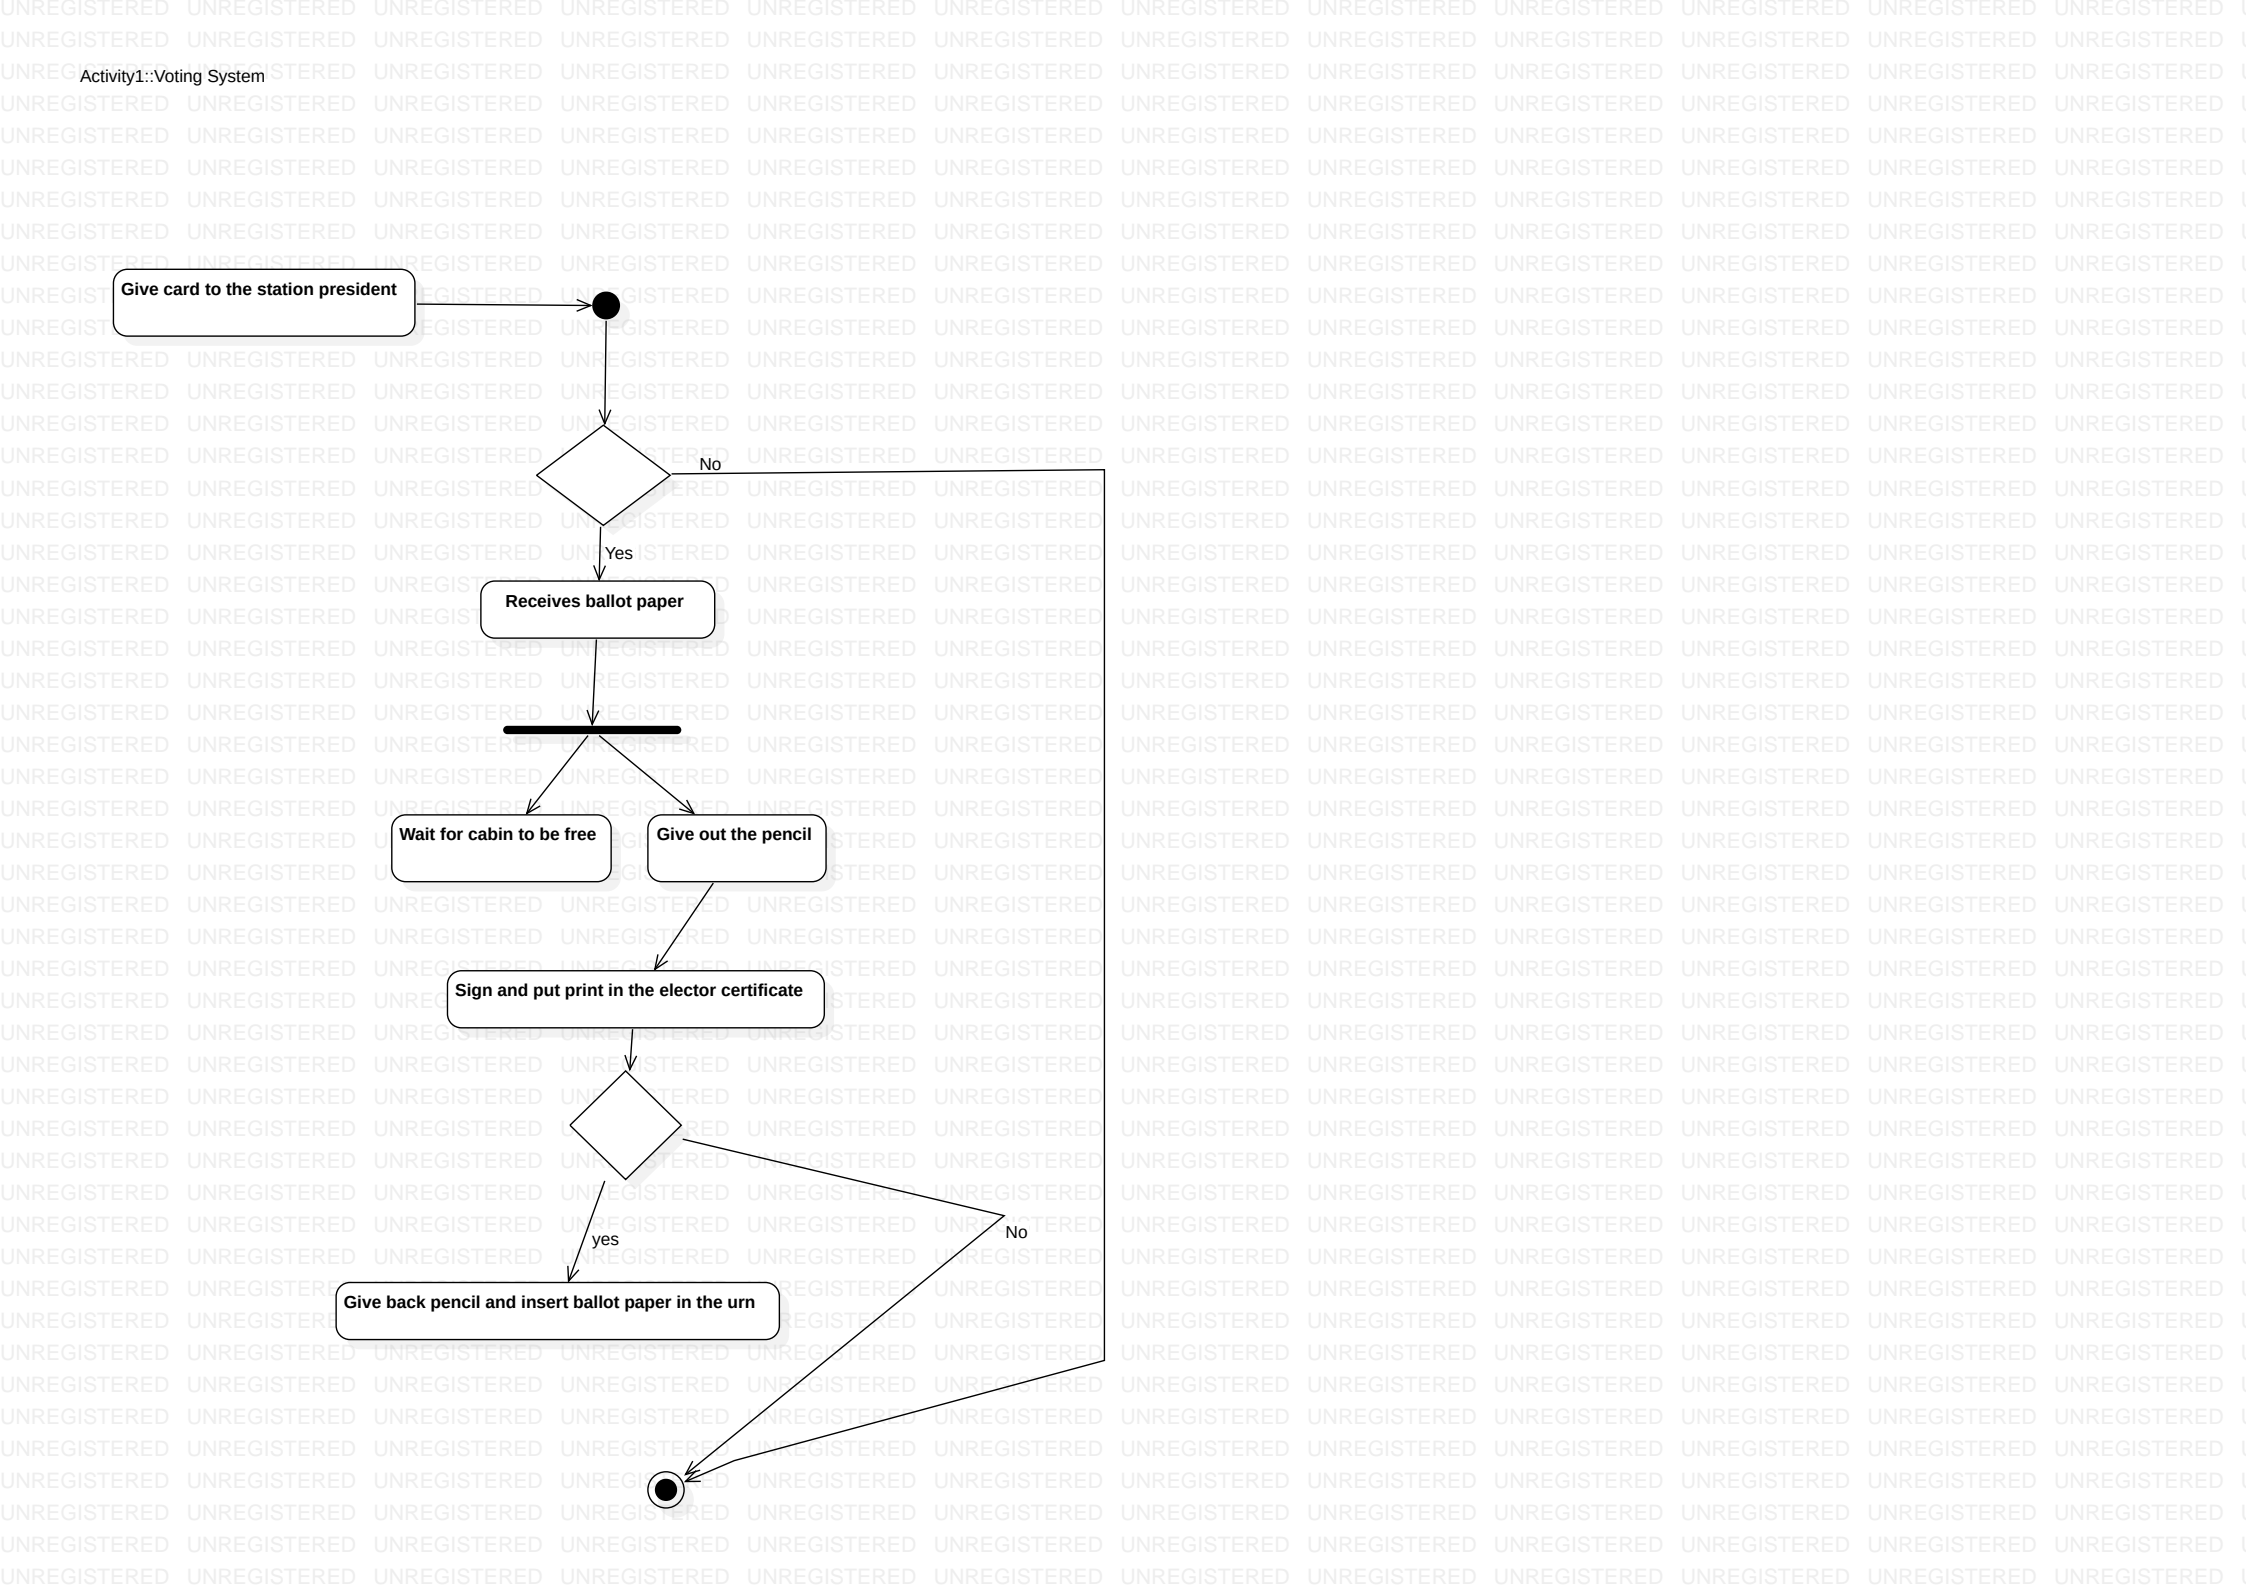 Activity1::Voting System
Give card to the station president
No
Yes
Receives ballot paper
Wait for cabin to be free
Give out the pencil
Sign and put print in the elector certificate
No
yes
Give back pencil and insert ballot paper in the urn
UNREGISTERED